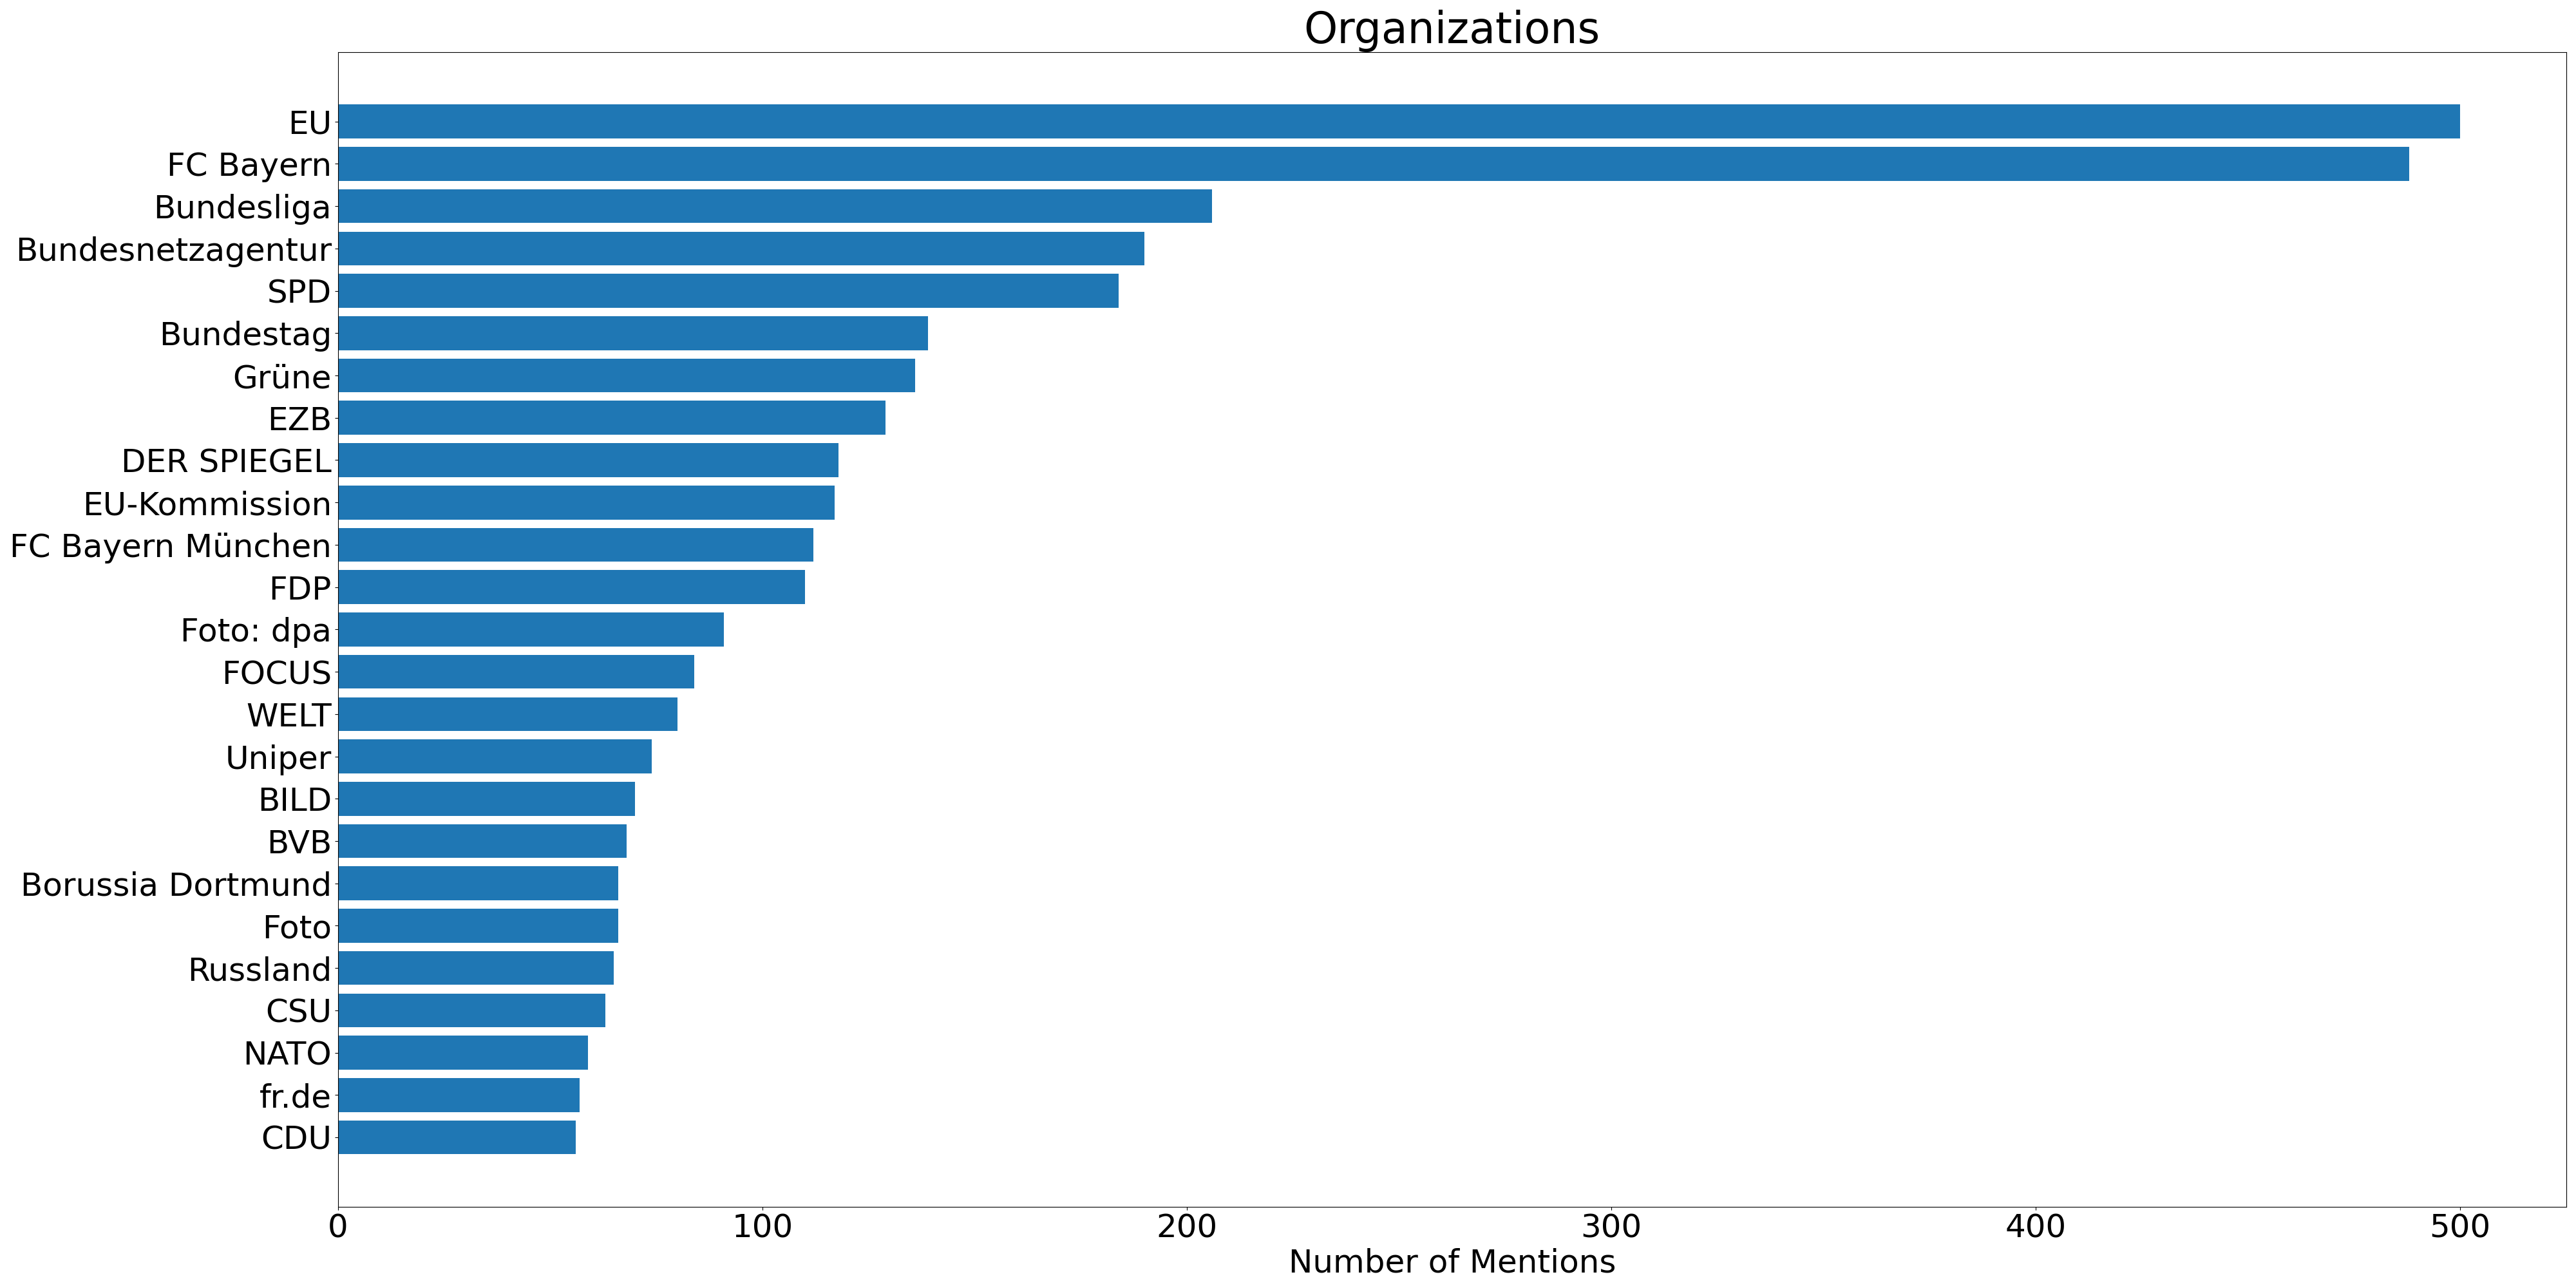 Organizations
EU
FC Bayern
Bundesliga
Bundesnetzagentur
SPD
Bundestag
Grüne
EZB
DER SPIEGEL
EU-Kommission
FC Bayern München
FDP
Foto: dpa
FOCUS
WELT
Uniper
BILD
BVB
Borussia Dortmund
Foto
Russland
CSU
NATO
fr.de
CDU
0 100 200 300 400 500
Number of Mentions